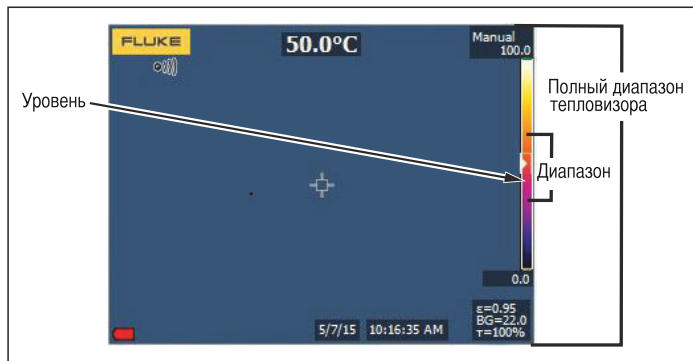 FLUKE
50.0°C
Manual
100.0
Уровень
Полный диапазон
тепловизора
Диапазон
0.0
5/7/15 10:16:35 AM
ε=0.95
BG=22.0
τ=100%